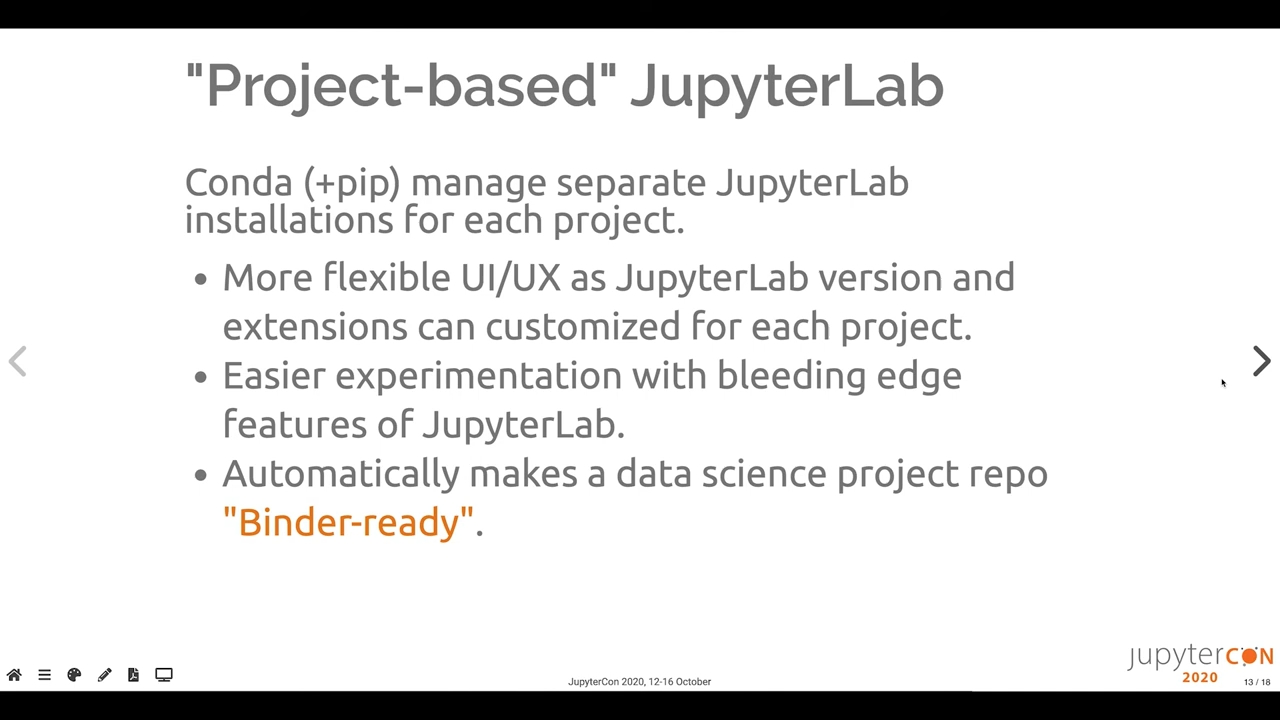 "Project-based" JupyterLab
Conda (+pip) manage separate JupyterLab
installations for each project.
• More flexible UI/UX as JupyterLab version and
extensions can customized for each project.
• Easier experimentation with bleeding edge
features of JupyterLab.
• Automatically makes a data science project repo
"Binder-ready".
jupytercon
2020
JupyterCon 2020, 12-16 October
13 / 18